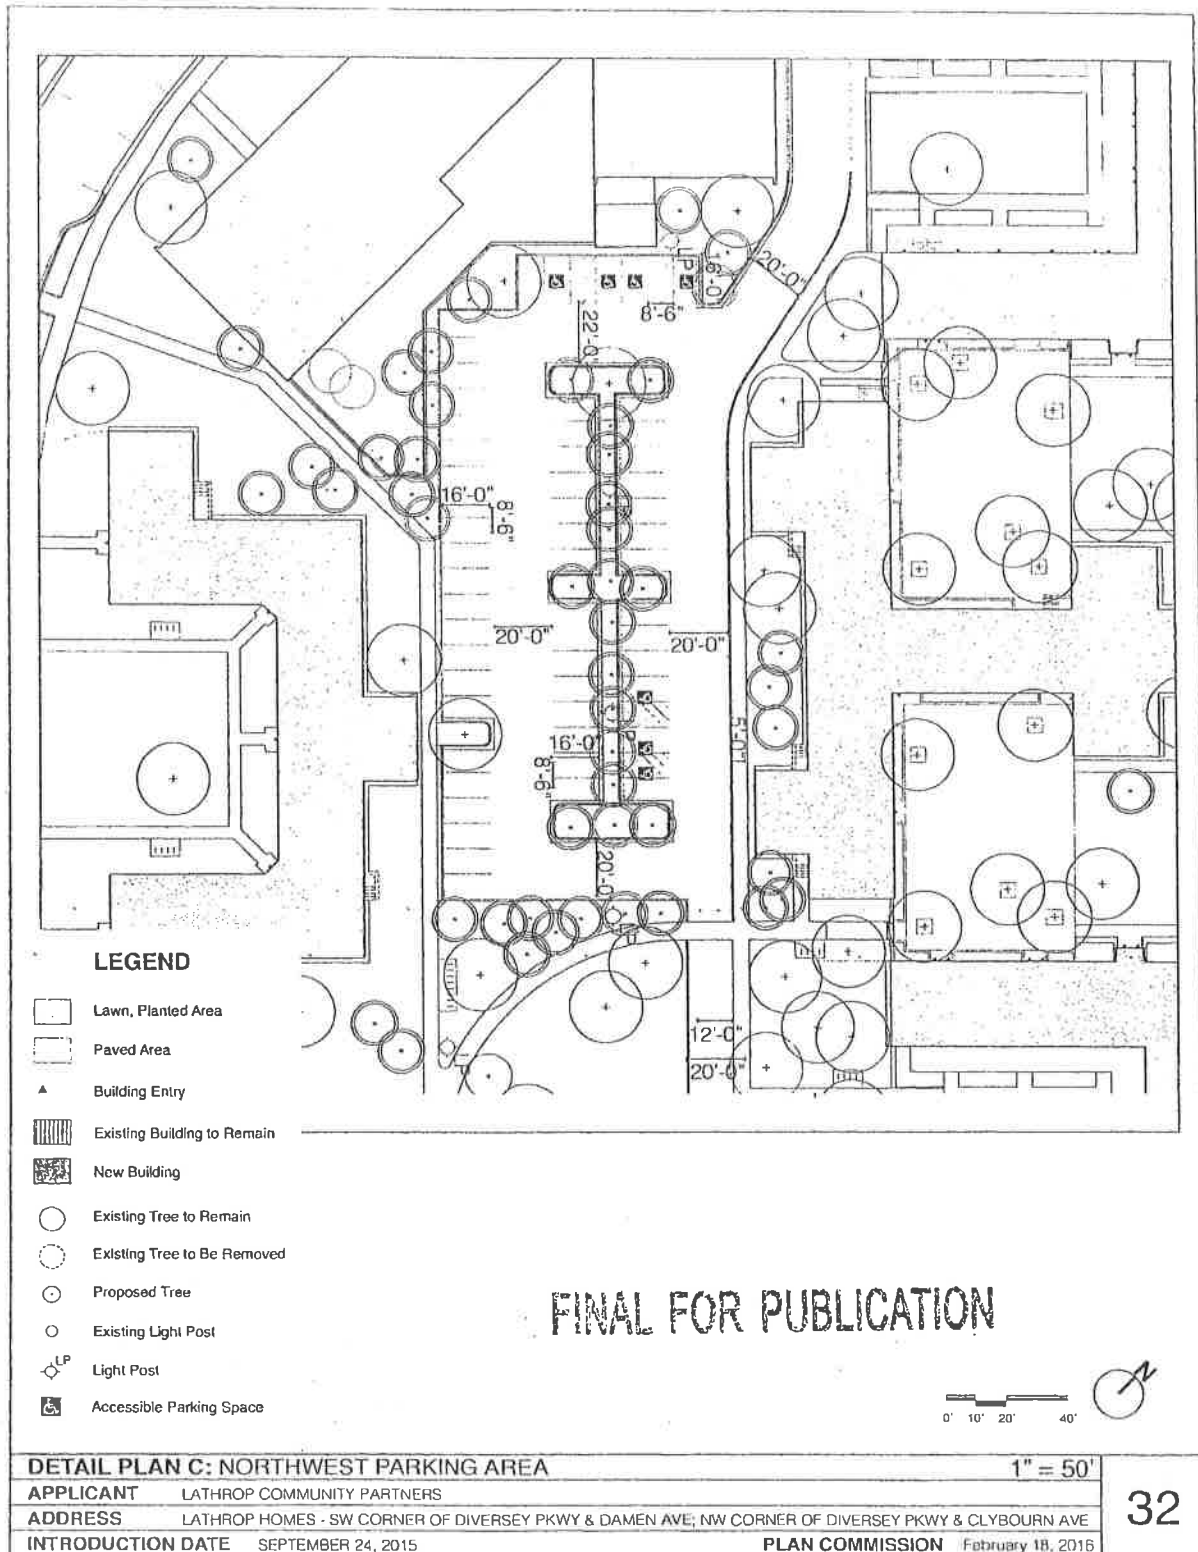 LP
20'-0"
6'-0"
8'-6"
22'-0"
16'-0"
8'-6"
20'-0"
20'-0"
16'-0"
8'-6"
5'-0"
20'-0"
12'-0"
20'-0"
LEGEND
Lawn, Planted Area
Paved Area
Building Entry
Existing Building to Remain
New Building
Existing Tree to Remain
Existing Tree to Be Removed
Proposed Tree
Existing Light Post
LP
Light Post
Accessible Parking Space
FINAL FOR PUBLICATION
N
0' 10' 20' 40'
DETAIL PLAN C: NORTHWEST PARKING AREA 1" = 50'
APPLICANT LATHROP COMMUNITY PARTNERS
ADDRESS LATHROP HOMES - SW CORNER OF DIVERSEY PKWY & DAMEN AVE; NW CORNER OF DIVERSEY PKWY & CLYBOURN AVE
INTRODUCTION DATE SEPTEMBER 24, 2015 PLAN COMMISSION February 18, 2016
32